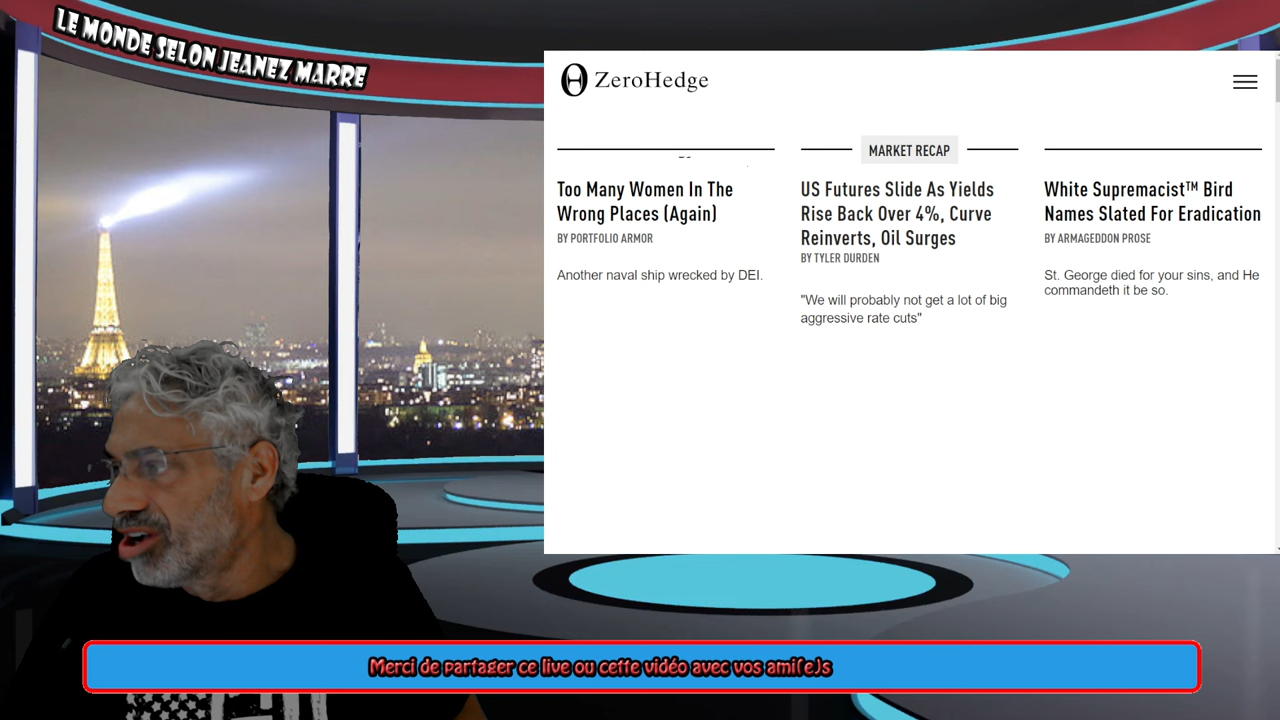 LE MONDE SELON JEANEZ MARRE
ZeroHedge
Too Many Women In The
Wrong Places (Again)
BY PORTFOLIO ARMOR
Another naval ship wrecked by DEI.
MARKET RECAP
US Futures Slide As Yields
Rise Back Over 4%, Curve
Reinverts, Oil Surges
BY TYLER DURDEN
"We will probably not get a lot of big
aggressive rate cuts"
White Supremacist™ Bird
Names Slated For Eradication
BY ARMAGEDDON PROSE
St. George died for your sins, and He
commandeth it be so.
Merci de partager ce live ou cette vidéo avec vos ami(e)s